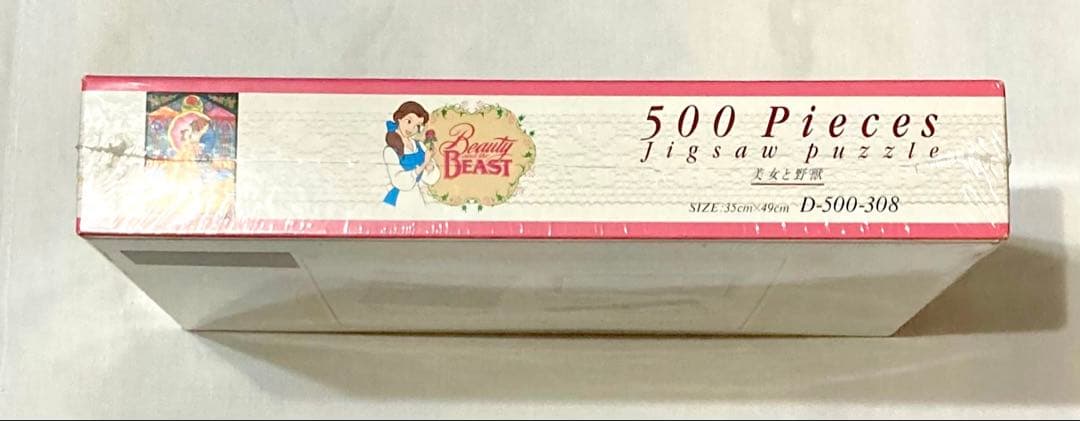 Beauty
and the
BEAST
500 Pieces
Jigsaw puzzle
美女と野獣
SIZE:35cm×49cm D-500-308